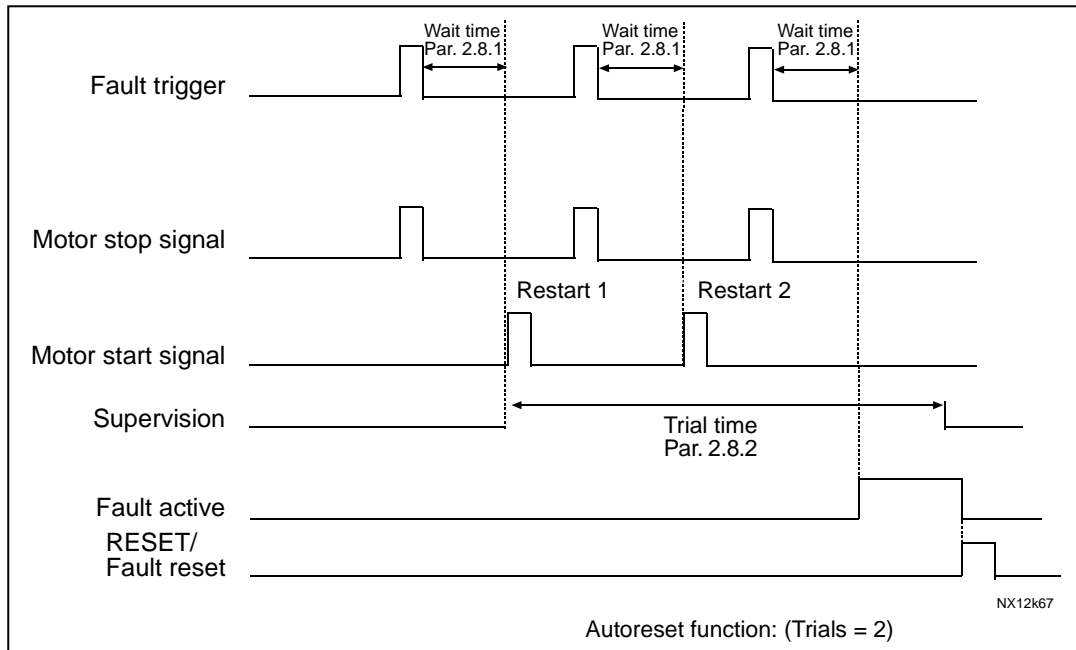 Wait time
Par. 2.8.1
Wait time
Par. 2.8.1
Wait time
Par. 2.8.1
Fault trigger
Motor stop signal
Restart 1
Restart 2
Motor start signal
Supervision
Trial time
Par. 2.8.2
Fault active
RESET/
Fault reset
NX12k67
Autoreset function: (Trials = 2)